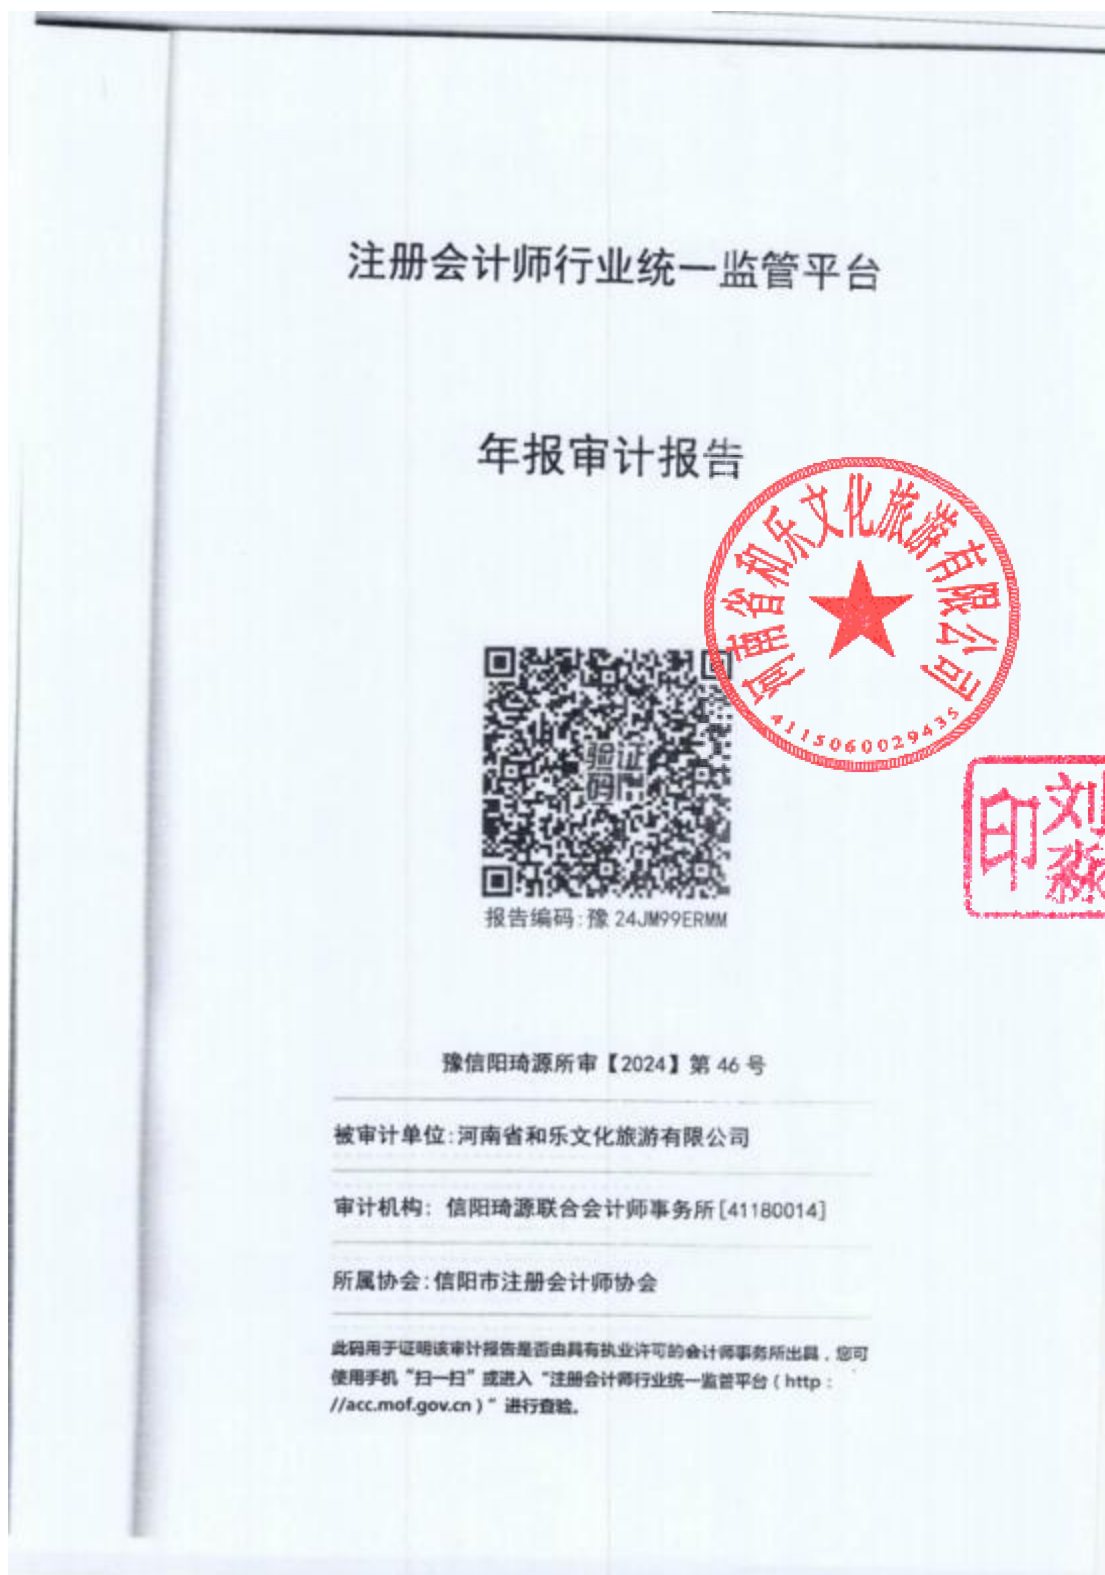 注册会计师行业统一监管平台
年报审计报告
河南省和乐文化旅游有限公司
4115060029435
验证
码
印
刘
报告编码:豫 24JM99ERMM
豫信阳琦源所审【2024】第 46 号
被审计单位:河南省和乐文化旅游有限公司
审计机构: 信阳琦源联合会计师事务所[41180014]
所属协会:信阳市注册会计师协会
此码用于证明该审计报告是否由具有执业许可的会计师事务所出具，您可
使用手机“扫一扫”或进入“注册会计师行业统一监管平台（http：
//acc.mof.gov.cn）”进行查验。